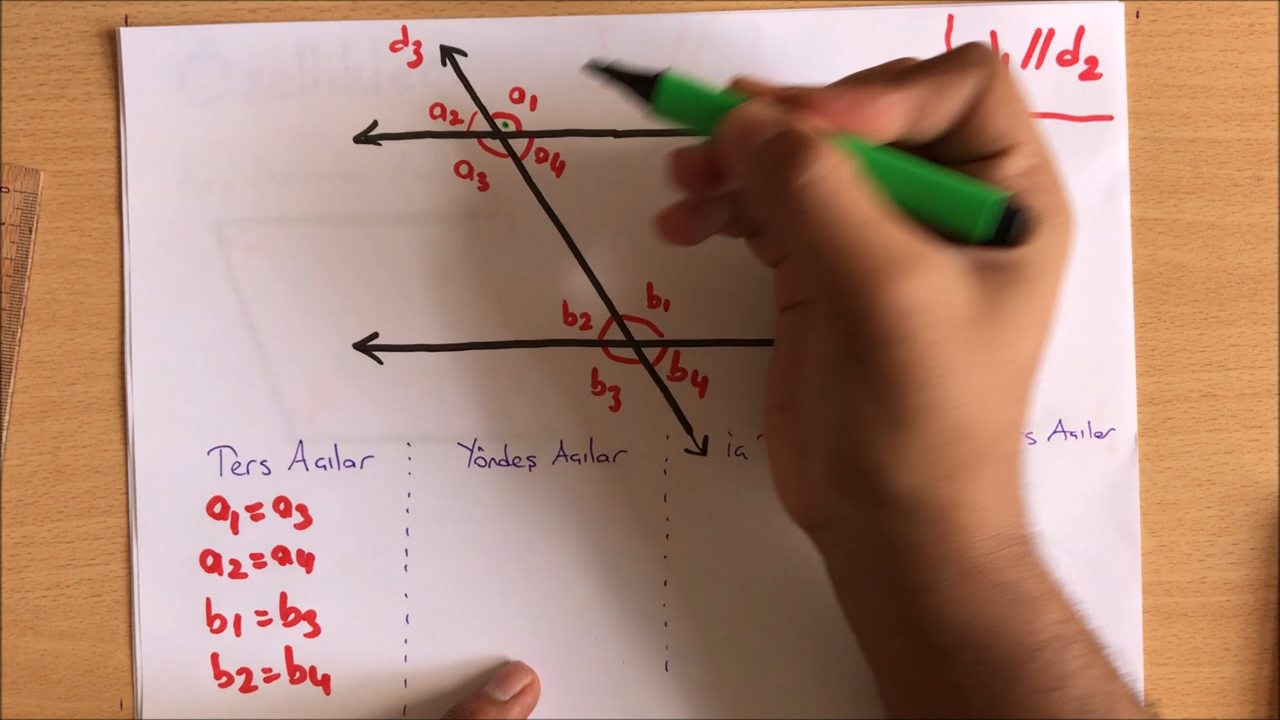 d3
a1
a2
a3
a4
// d2
b1
b2
b3
b4
Ters Açılar
Yöndeş Açılar
Açılar
a1 = a3
a2 = a4
b1 = b3
b2 = b4